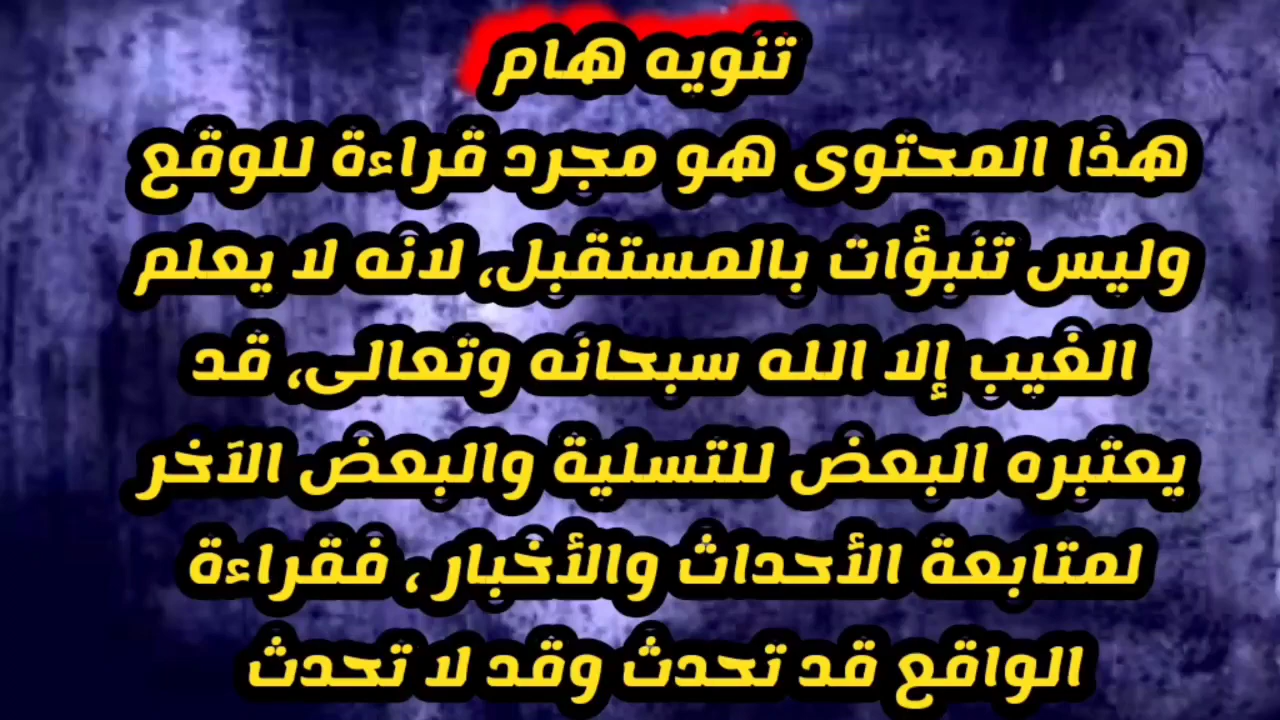 تنويه هام
هذا المحتوى هو مجرد قراءة للوقع
وليس تنبؤات بالمستقبل، لانه لا يعلم
الغيب إلا الله سبحانه وتعالى، قد
يعتبره البعض للتسلية والبعض الآخر
لمتابعة الأحداث والأخبار ، فقراءة
الواقع قد تحدث وقد لا تحدث